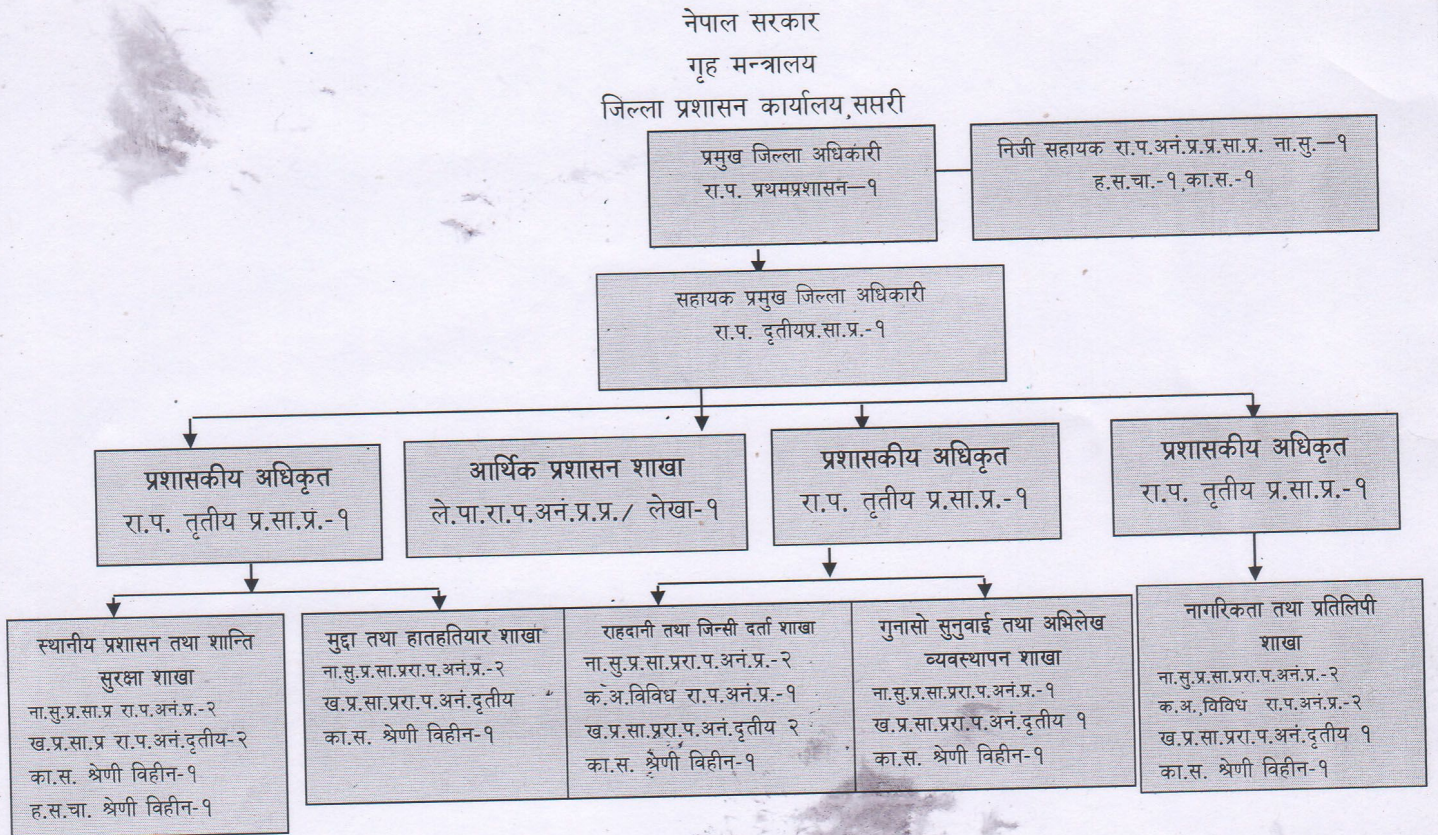 नेपाल सरकार
गृह मन्त्रालय
जिल्ला प्रशासन कार्यालय,सप्तरी
प्रमुख जिल्ला अधिकारी
रा.प. प्रथमप्रशासन—१
निजी सहायक रा.प.अनं.प्र.प्र.सा.प्र. ना.सु.—१
ह.स.चा.-१,का.स.-१
सहायक प्रमुख जिल्ला अधिकारी
रा.प. दृतीयप्र.सा.प्र.-१
प्रशासकीय अधिकृत
रा.प. तृतीय प्र.सा.प्र.-१
आर्थिक प्रशासन शाखा
ले.पा.रा.प.अनं.प्र.प्र./ लेखा-१
प्रशासकीय अधिकृत
रा.प. तृतीय प्र.सा.प्र.-१
प्रशासकीय अधिकृत
रा.प. तृतीय प्र.सा.प्र.-१
स्थानीय प्रशासन तथा शान्ति
सुरक्षा शाखा
ना.सु.प्र.सा.प्र रा.प.अनं.प्र.-२
ख.प्र.सा.प्र रा.प.अनं.दृतीय-२
का.स. श्रेणी विहीन-१
ह.स.चा. श्रेणी विहीन-१
मुद्दा तथा हातहतियार शाखा
ना.सु.प्र.सा.प्ररा.प.अनं.प्र.-२
ख.प्र.सा.प्ररा.प.अनं.दृतीय
का.स. श्रेणी विहीन-१
राहदानी तथा जिन्सी दर्ता शाखा
ना.सु.प्र.सा.प्ररा.प.अनं.प्र.-२
क.अ.विविध रा.प.अनं.प्र.-१
ख.प्र.सा.प्ररा.प.अनं.दृतीय २
का.स. श्रेणी विहीन-१
गुनासो सुनुवाई तथा अभिलेख
व्यवस्थापन शाखा
ना.सु.प्र.सा.प्ररा.प.अनं.प्र.-१
ख.प्र.सा.प्ररा.प.अनं.दृतीय १
का.स. श्रेणी विहीन-१
नागरिकता तथा प्रतिलिपी
शाखा
ना.सु.प्र.सा.प्ररा.प.अनं.प्र.-२
क.अ.विविध रा.प.अनं.प्र.-२
ख.प्र.सा.प्ररा.प.अनं.दृतीय १
का.स. श्रेणी विहीन-१